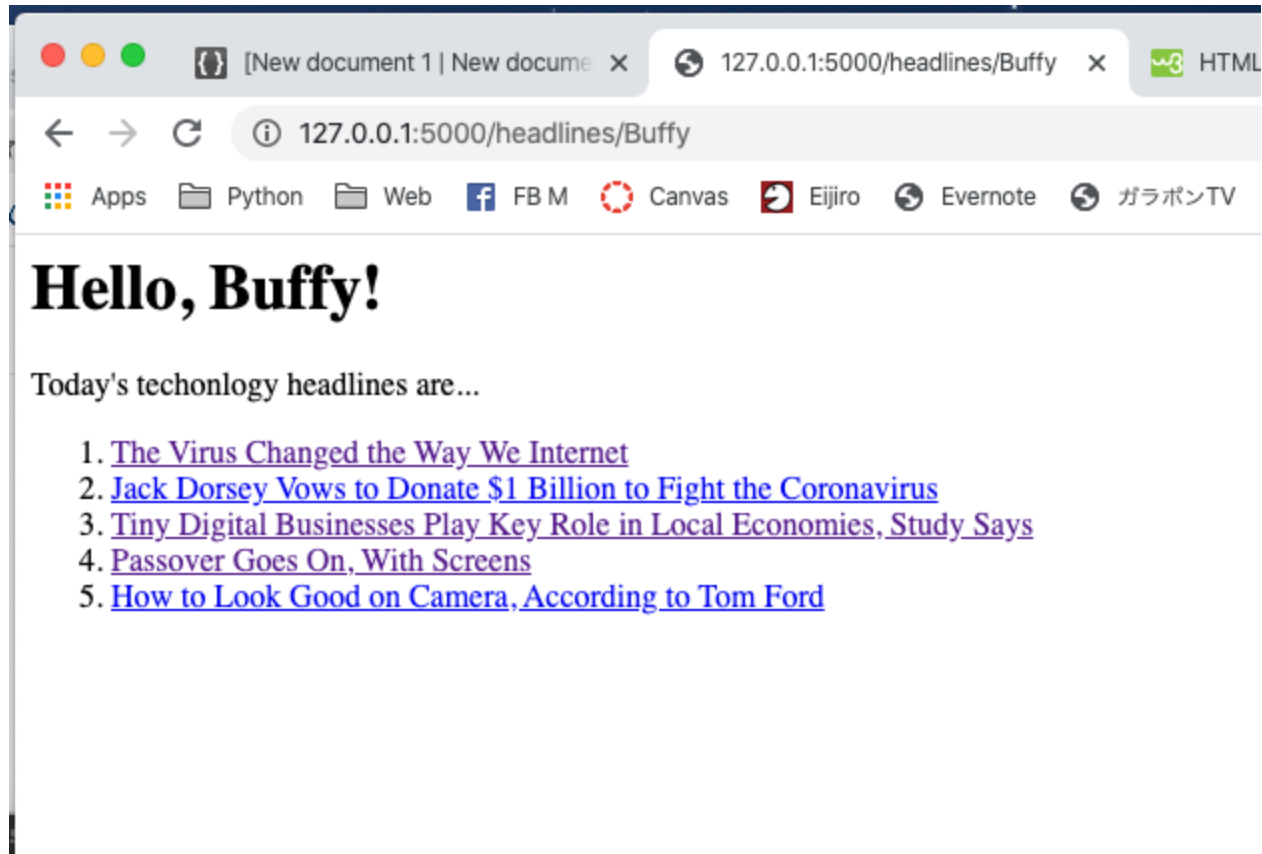 [New document 1 | New docume
127.0.0.1:5000/headlines/Buffy
HTML
127.0.0.1:5000/headlines/Buffy
Apps Python Web FB M Canvas Eijiro Evernote ガラポンTV
Hello, Buffy!
Today's techonlogy headlines are...
1. The Virus Changed the Way We Internet
2. Jack Dorsey Vows to Donate $1 Billion to Fight the Coronavirus
3. Tiny Digital Businesses Play Key Role in Local Economies, Study Says
4. Passover Goes On, With Screens
5. How to Look Good on Camera, According to Tom Ford